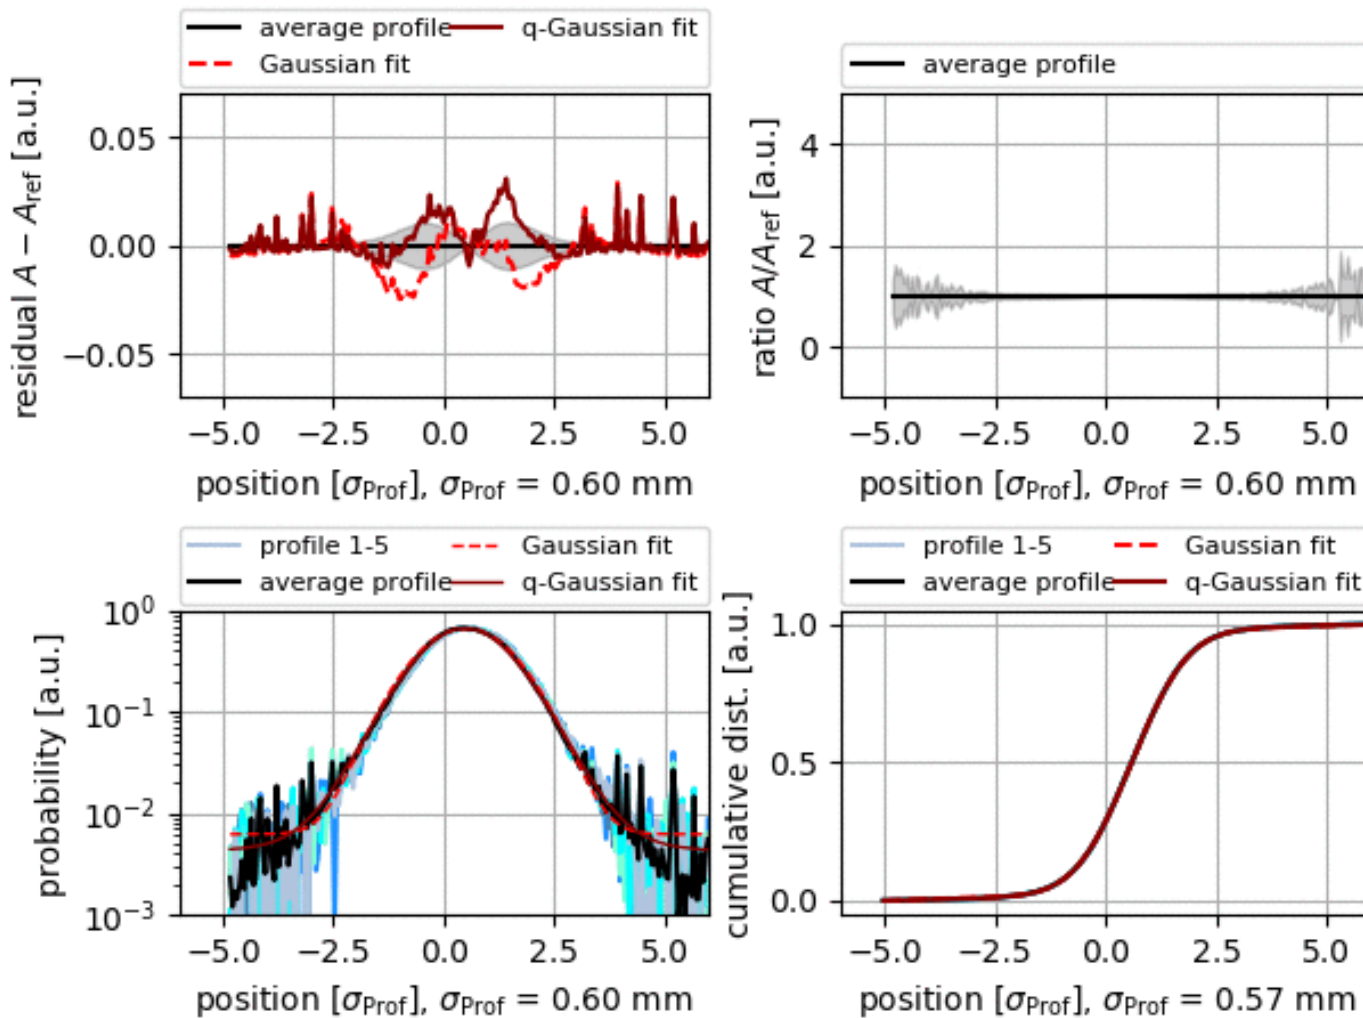 average profile
q-Gaussian fit
Gaussian fit
residual A − A_ref [a.u.]
0.05
0.00
−0.05
−5.0 −2.5 0.0 2.5 5.0
position [σ_Prof], σ_Prof = 0.60 mm
average profile
ratio A/A_ref [a.u.]
4
2
0
−5.0 −2.5 0.0 2.5 5.0
position [σ_Prof], σ_Prof = 0.60 mm
profile 1-5
Gaussian fit
average profile
q-Gaussian fit
probability [a.u.]
10⁰
10⁻¹
10⁻²
10⁻³
−5.0 −2.5 0.0 2.5 5.0
position [σ_Prof], σ_Prof = 0.60 mm
profile 1-5
Gaussian fit
average profile
q-Gaussian fit
cumulative dist. [a.u.]
1.0
0.5
0.0
−5.0 −2.5 0.0 2.5 5.0
position [σ_Prof], σ_Prof = 0.57 mm